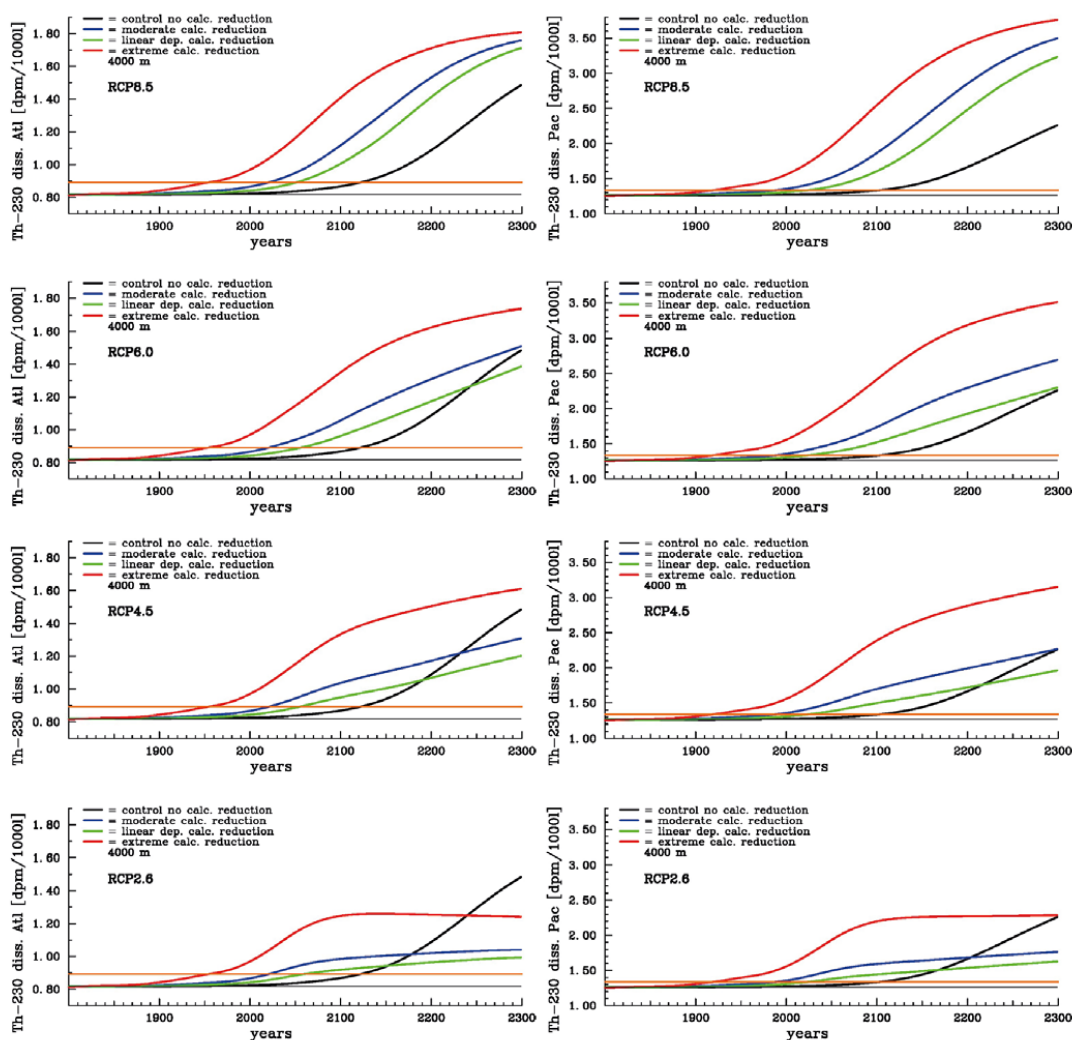 = control no calc. reduction
= moderate calc. reduction
= linear dep. calc. reduction
= extreme calc. reduction
4000 m
RCP8.5
Th-230 diss. Atl [dpm/1000l]
1.80
1.60
1.40
1.20
1.00
0.80
1900 2000 2100 2200 2300
years
= control no calc. reduction
= moderate calc. reduction
= linear dep. calc. reduction
= extreme calc. reduction
4000 m
RCP8.5
Th-230 diss. Pac [dpm/1000l]
3.50
3.00
2.50
2.00
1.50
1.00
1900 2000 2100 2200 2300
years
= control no calc. reduction
= moderate calc. reduction
= linear dep. calc. reduction
= extreme calc. reduction
4000 m
RCP6.0
Th-230 diss. Atl [dpm/1000l]
1.80
1.60
1.40
1.20
1.00
0.80
1900 2000 2100 2200 2300
years
= control no calc. reduction
= moderate calc. reduction
= linear dep. calc. reduction
= extreme calc. reduction
4000 m
RCP6.0
Th-230 diss. Pac [dpm/1000l]
3.50
3.00
2.50
2.00
1.50
1.00
1900 2000 2100 2200 2300
years
= control no calc. reduction
= moderate calc. reduction
= linear dep. calc. reduction
= extreme calc. reduction
4000 m
RCP4.5
Th-230 diss. Atl [dpm/1000l]
1.80
1.60
1.40
1.20
1.00
0.80
1900 2000 2100 2200 2300
years
= control no calc. reduction
= moderate calc. reduction
= linear dep. calc. reduction
= extreme calc. reduction
4000 m
RCP4.5
Th-230 diss. Pac [dpm/1000l]
3.50
3.00
2.50
2.00
1.50
1.00
1900 2000 2100 2200 2300
years
= control no calc. reduction
= moderate calc. reduction
= linear dep. calc. reduction
= extreme calc. reduction
4000 m
RCP2.6
Th-230 diss. Atl [dpm/1000l]
1.80
1.60
1.40
1.20
1.00
0.80
1900 2000 2100 2200 2300
years
= control no calc. reduction
= moderate calc. reduction
= linear dep. calc. reduction
= extreme calc. reduction
4000 m
RCP2.6
Th-230 diss. Pac [dpm/1000l]
3.50
3.00
2.50
2.00
1.50
1.00
1900 2000 2100 2200 2300
years